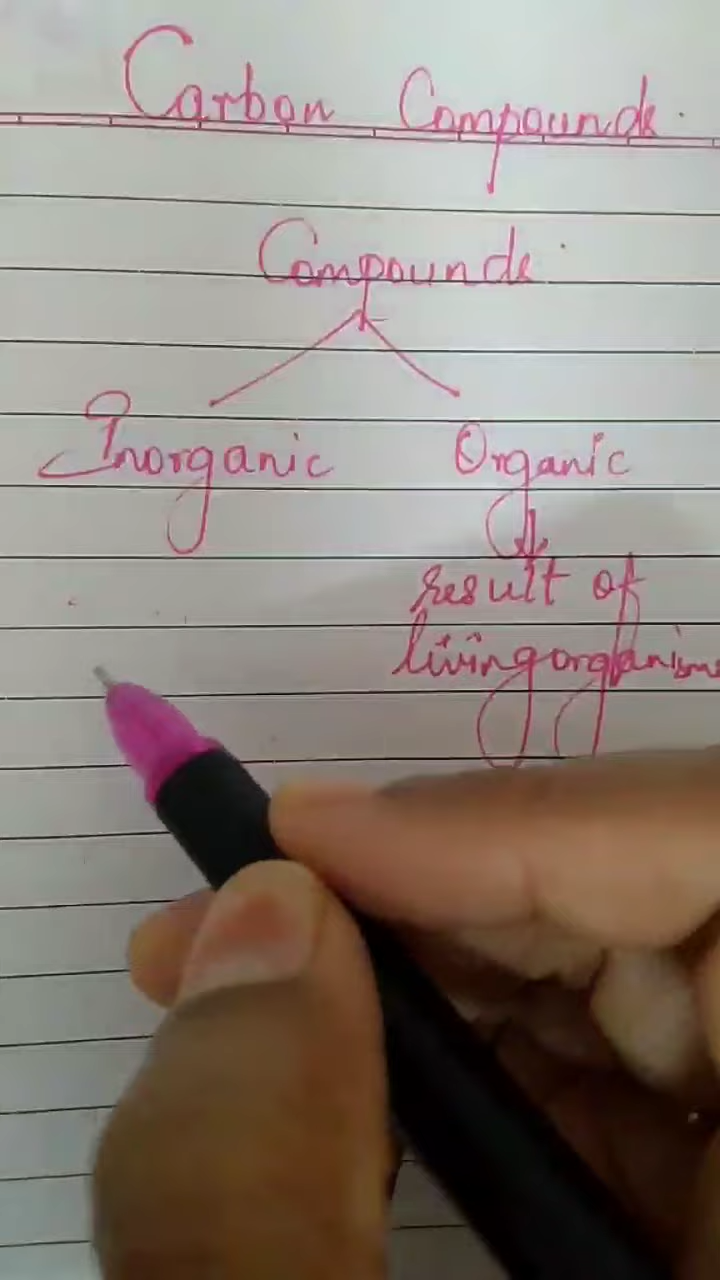 Carbon Compounds.
Compounds
Inorganic Organic
result of
living organisms